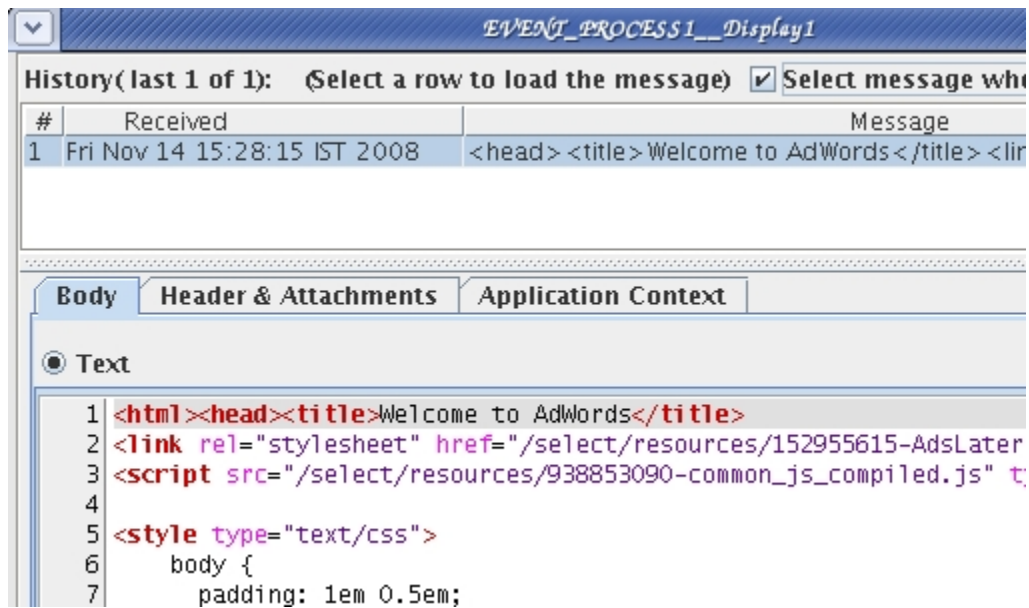 EVENT_PROCESS1__Display1
History( last 1 of 1): (Select a row to load the message) Select message whe
# Received Message
1 Fri Nov 14 15:28:15 IST 2008 <head><title>Welcome to AdWords</title><lin
Body Header & Attachments Application Context
Text
1 <html><head><title>Welcome to AdWords</title>
2 <link rel="stylesheet" href="/select/resources/152955615-AdsLater
3 <script src="/select/resources/938853090-common_js_compiled.js" ty
4
5 <style type="text/css">
6 body {
7 padding: 1em 0.5em;